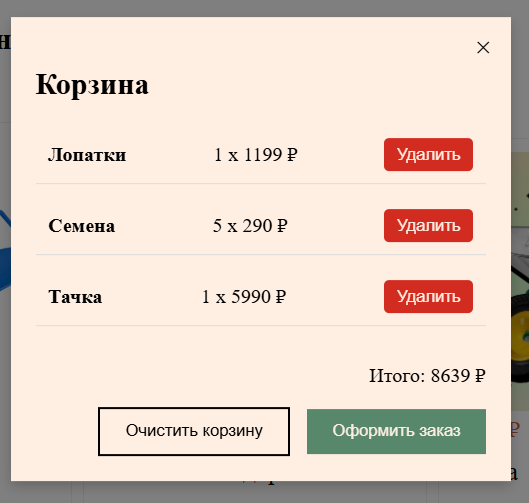 Корзина
Лопатки 1 x 1199 ₽ Удалить
Семена 5 x 290 ₽ Удалить
Тачка 1 x 5990 ₽ Удалить
Итого: 8639 ₽
Очистить корзину Оформить заказ